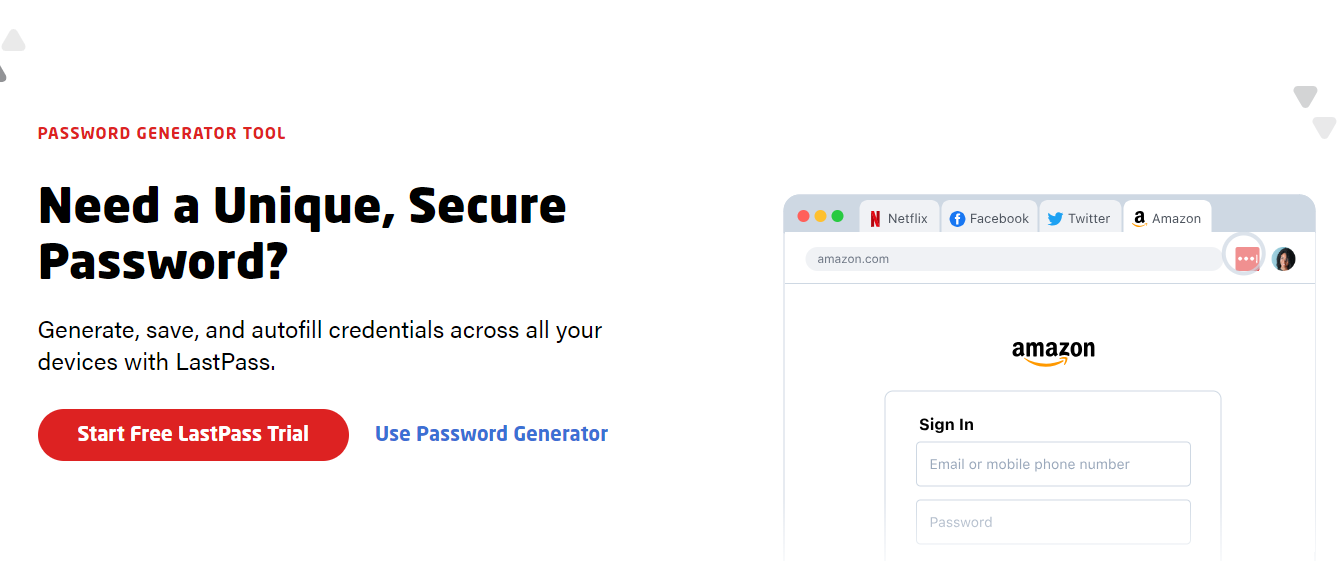 PASSWORD GENERATOR TOOL
Need a Unique, Secure
Password?
Generate, save, and autofill credentials across all your
devices with LastPass.
Start Free LastPass Trial
Use Password Generator
Netflix
Facebook
Twitter
Amazon
amazon.com
amazon
Sign In
Email or mobile phone number
Password